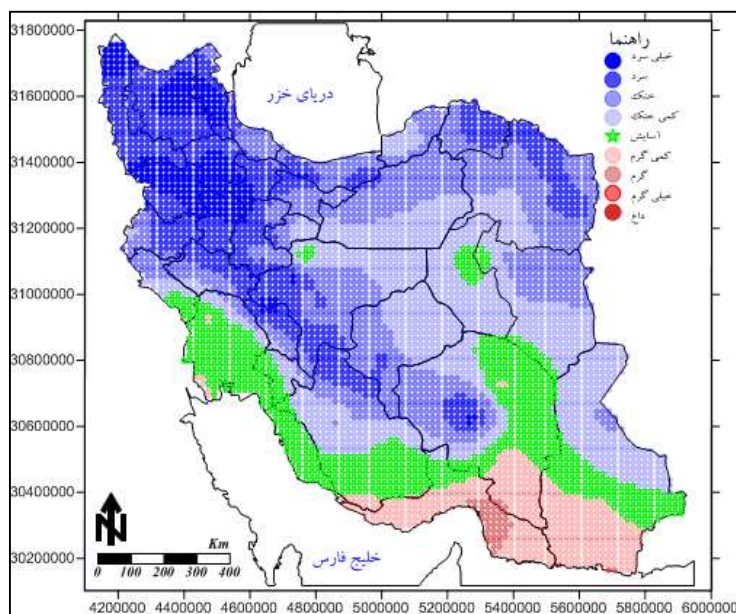 31800000
31600000
31400000
31200000
31000000
30800000
30600000
30400000
30200000
راهنما
خیلی سرد
سرد
خنک
کمی خنک
آسایش
کمی گرم
گرم
خیلی گرم
داغ
دریای خزر
خلیج فارس
N
Km
0 100 200 300 400
4200000 4400000 4600000 4800000 5000000 5200000 5400000 5600000 5800000 6000000